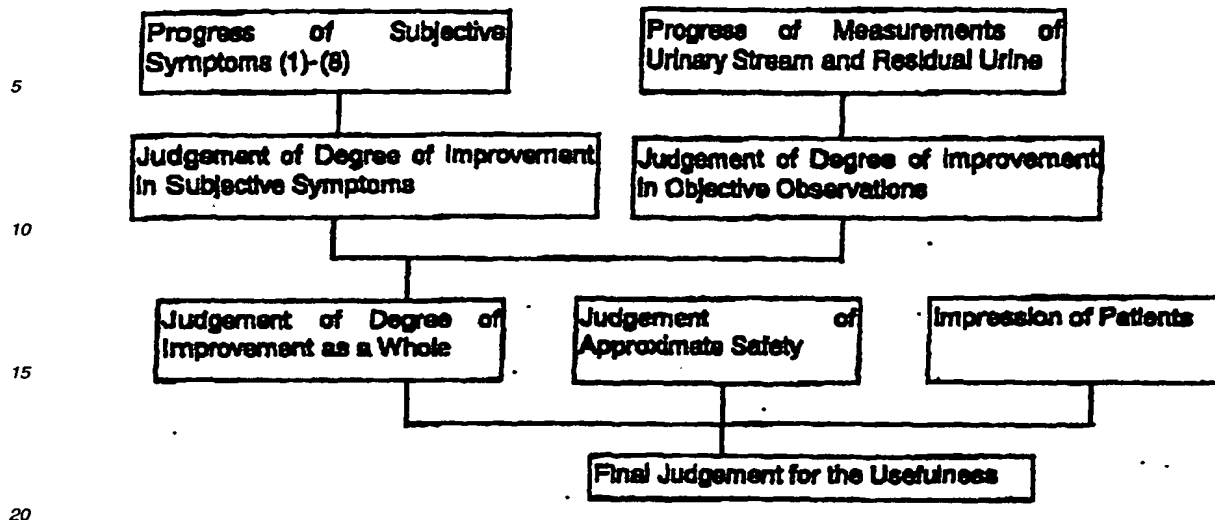 Progress of Subjective
Symptoms (1)-(8)
Progress of Measurements of
Urinary Stream and Residual Urine
5
Judgement of Degree of Improvement
in Subjective Symptoms
Judgement of Degree of Improvement
in Objective Observations
10
Judgement of Degree of
Improvement as a Whole
Judgement of
Approximate Safety
Impression of Patients
15
Final Judgement for the Usefulness
20